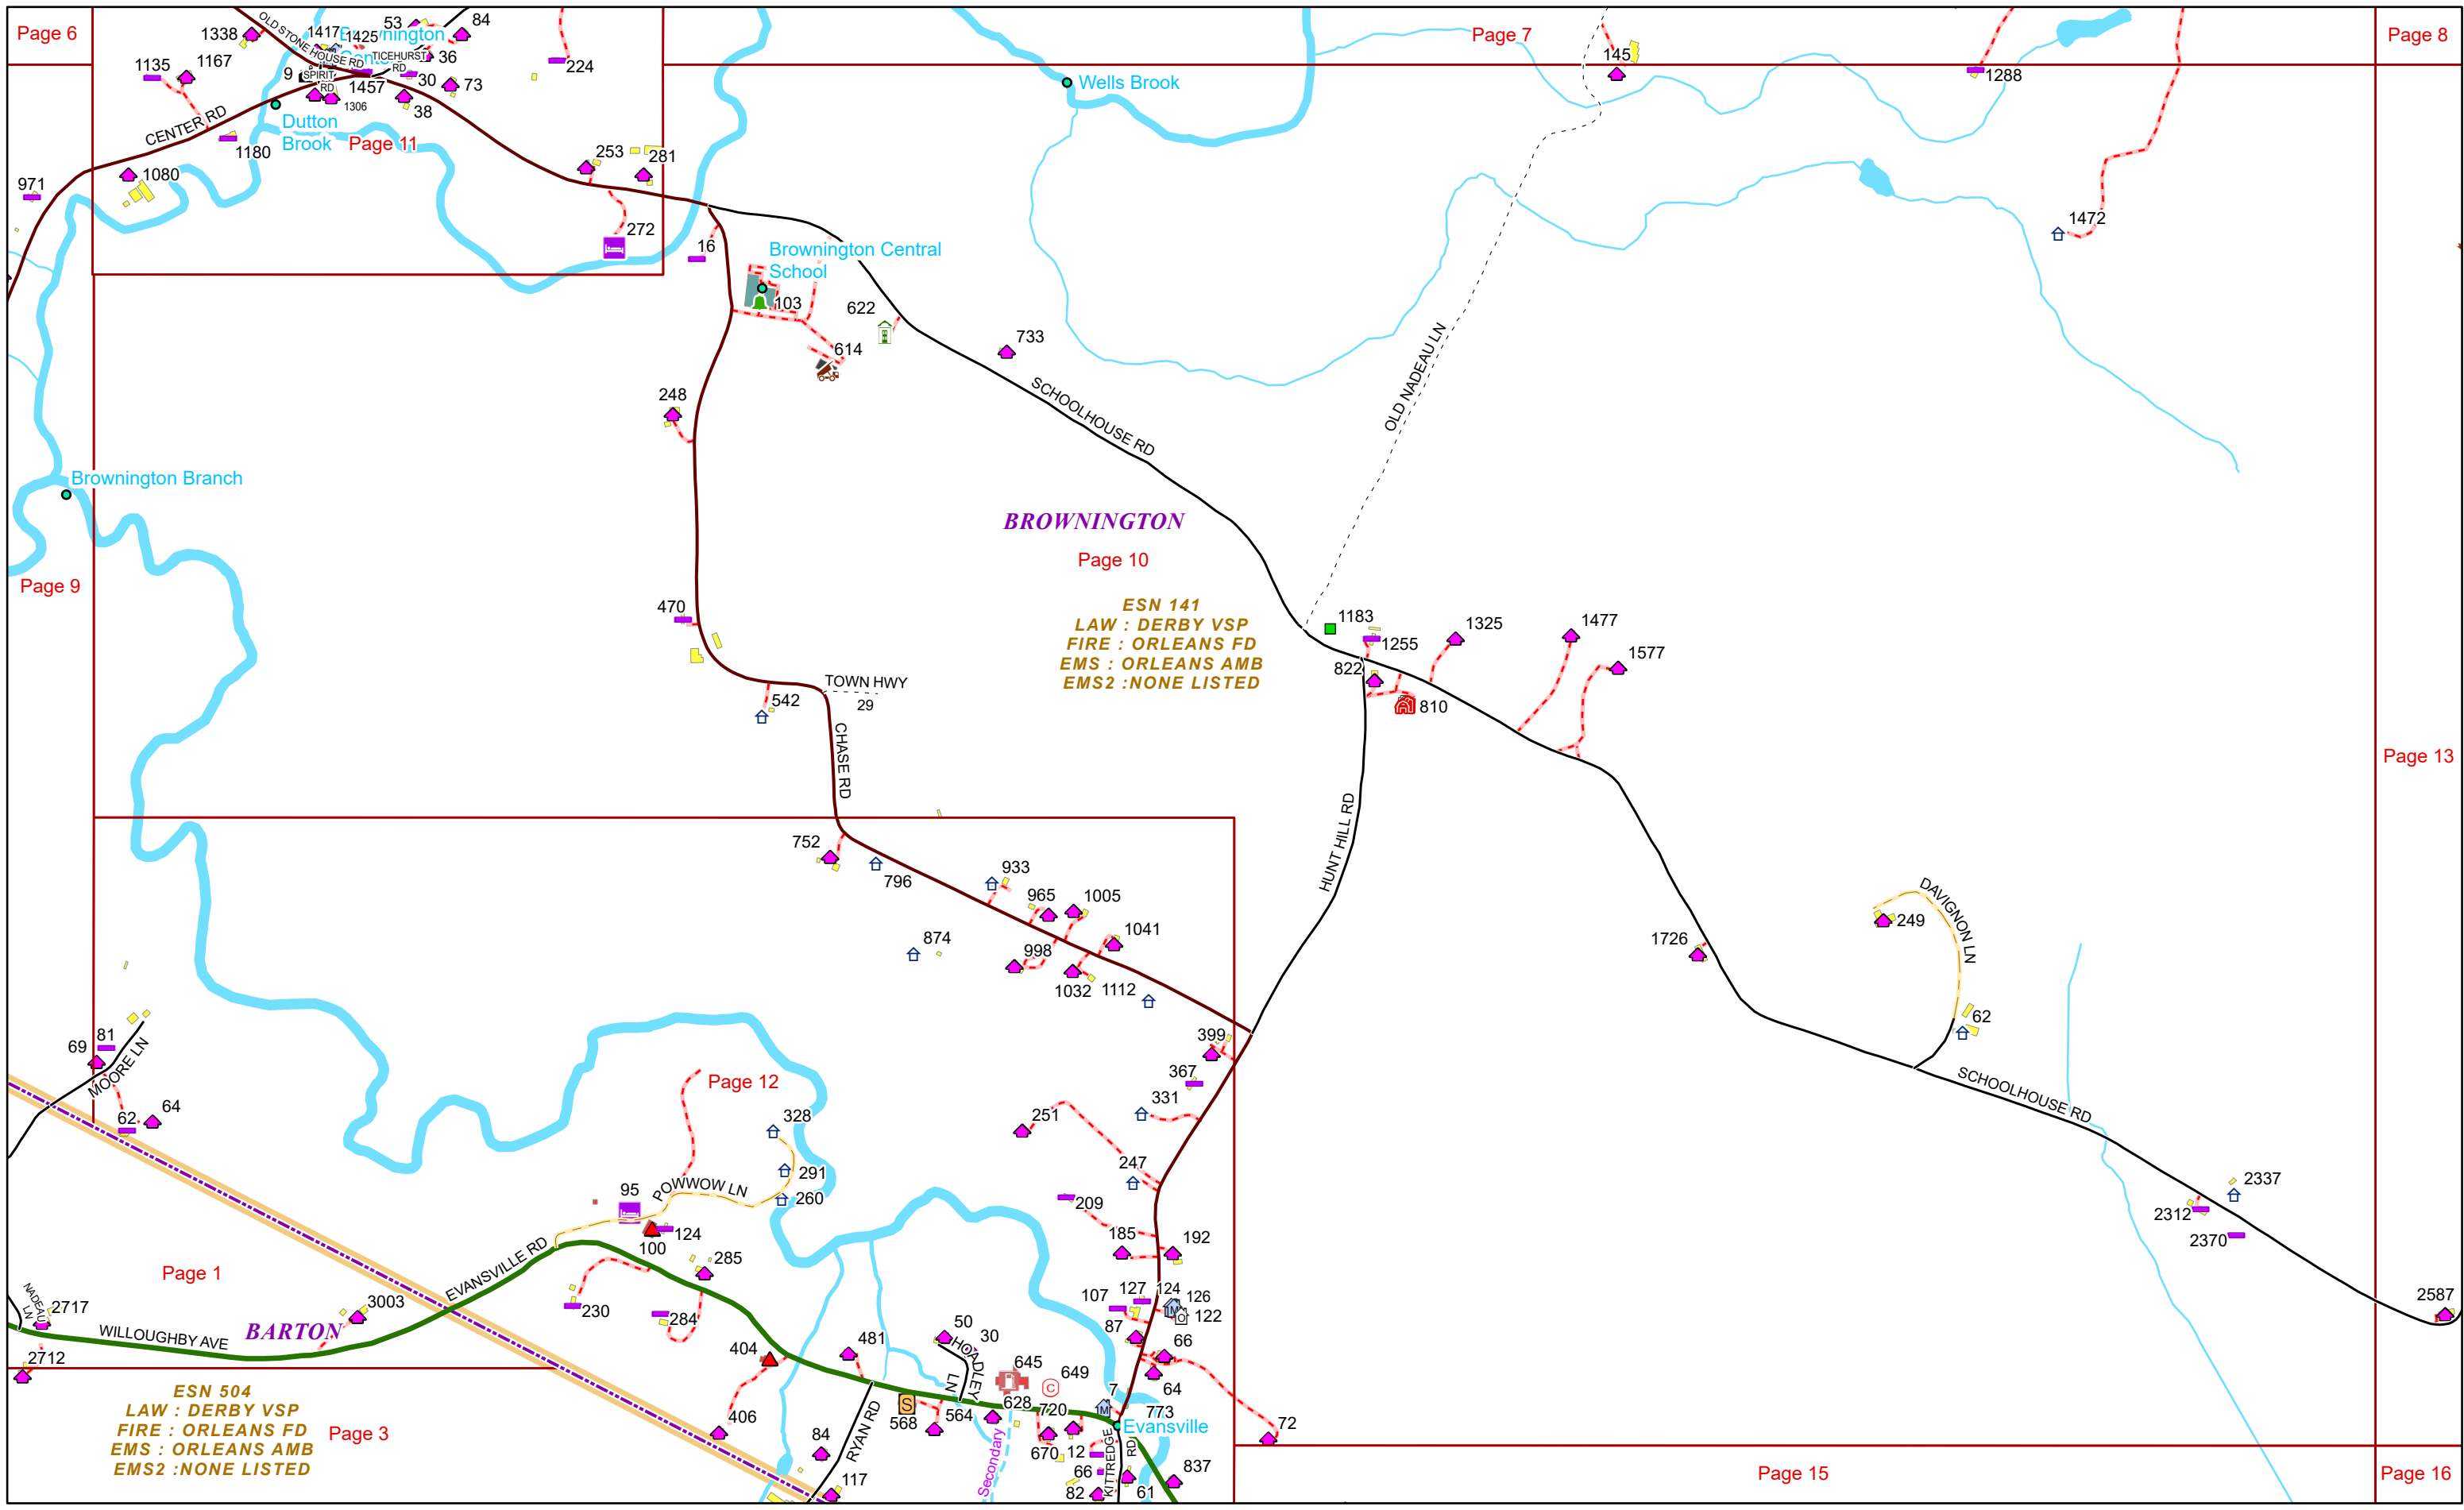 Page 6
1338
OLD STONE HOUSE RD
1417
1425
53
84
Page 7
Page 8
1135
1167
9
SPIRIT
RD
TICEHURST
RD
36
30
1457
73
38
1306
224
145
1288
Wells Brook
CENTER RD
Dutton
Brook
Page 11
1180
971
1080
253
281
272
16
1472
Brownington Central
School
103
622
614
733
248
SCHOOLHOUSE RD
OLD NADEAU LN
Brownington Branch
BROWNINGTON
Page 10
Page 9
ESN 141
LAW : DERBY VSP
FIRE : ORLEANS FD
EMS : ORLEANS AMB
EMS2 :NONE LISTED
470
1183
1255
1325
1477
1577
822
810
TOWN HWY
29
542
CHASE RD
Page 13
HUNT HILL RD
752
796
933
965
1005
1041
998
874
1032
1112
1726
249
DAVIGNON LN
62
SCHOOLHOUSE RD
69
81
MOORE LN
62
64
Page 12
399
367
331
251
247
328
291
260
POWWOW LN
95
124
100
209
185
192
2337
2312
2370
2587
Page 1
EVANSVILLE RD
285
230
284
NADEAU
LN
2717
3003
WILLOUGHBY AVE
BARTON
2712
127
124
126
107
122
87
66
64
404
481
50
30
HOADLEY
LN
645
649
C
7
M
M
O
S
568
564
628
720
773
Evansville
72
ESN 504
LAW : DERBY VSP
FIRE : ORLEANS FD
EMS : ORLEANS AMB
EMS2 :NONE LISTED
Page 3
406
84
RYAN RD
117
Secondary
670
12
66
82
KITTREDGE
RD
61
837
Page 15
Page 16